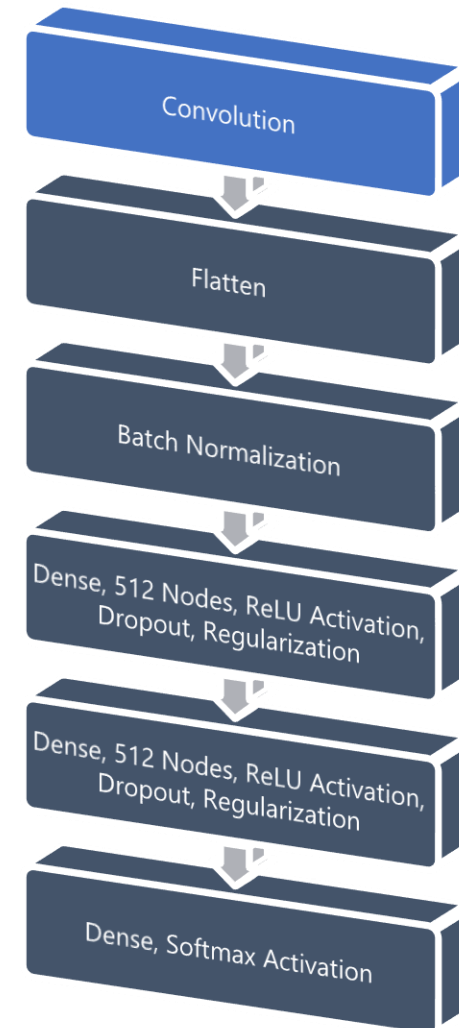 Convolution
Flatten
Batch Normalization
Dense, 512 Nodes, ReLU Activation,
Dropout, Regularization
Dense, 512 Nodes, ReLU Activation,
Dropout, Regularization
Dense, Softmax Activation